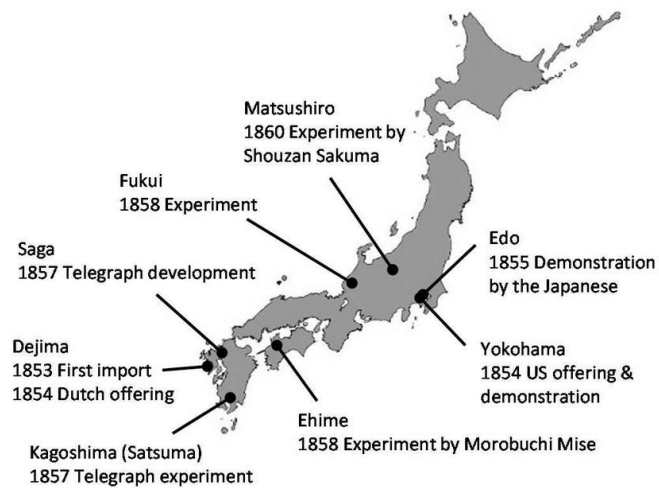 Matsushiro
1860 Experiment by
Shouzan Sakuma
Fukui
1858 Experiment
Saga
1857 Telegraph development
Edo
1855 Demonstration
by the Japanese
Dejima
1853 First import
1854 Dutch offering
Yokohama
1854 US offering &
demonstration
Ehime
1858 Experiment by Morobuchi Mise
Kagoshima (Satsuma)
1857 Telegraph experiment